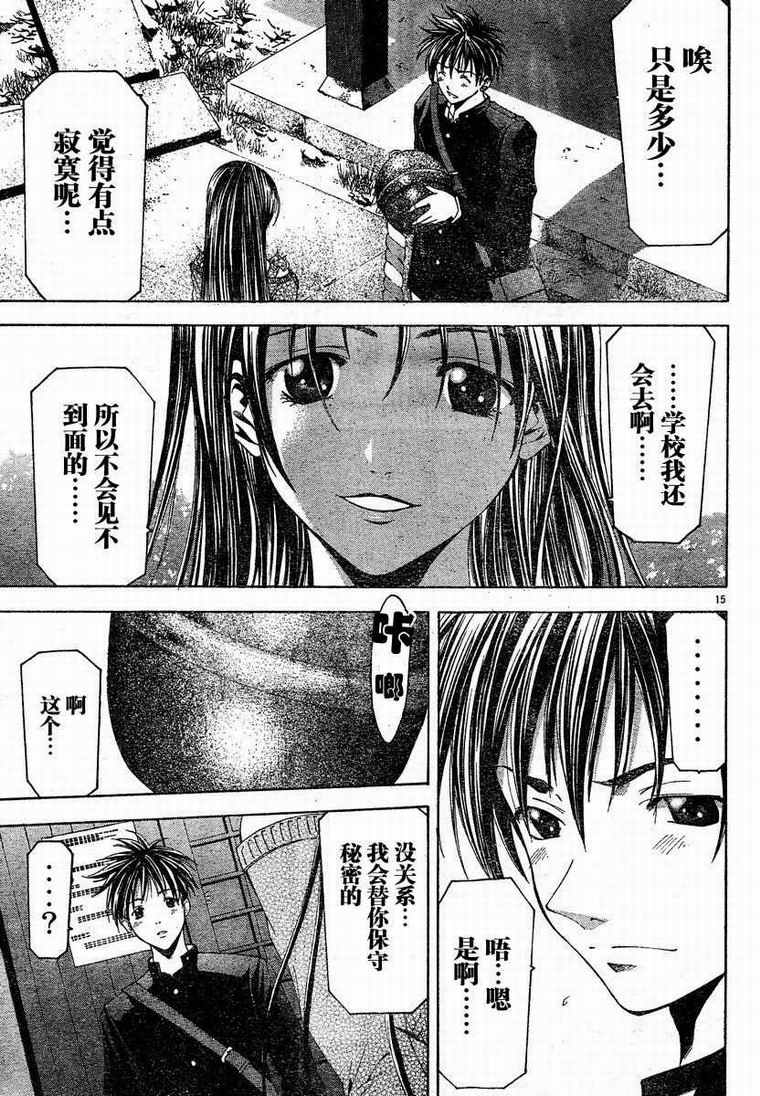 唉
只是多少…
觉得有点
寂寞呢…
……学校我还
会去啊……
所以不会见不
到面的……
15
………
唔…嗯
是啊……
咔
啷
啊
这个…
没关系…
我会替你保守
秘密的
…?